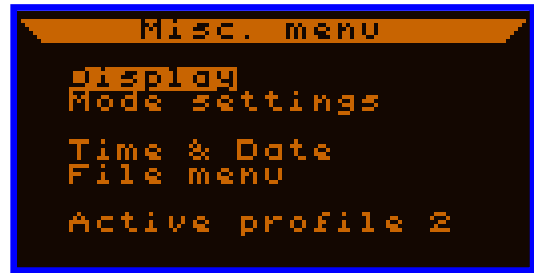 Misc. menu
Display
Mode settings
Time & Date
File menu
Active profile 2